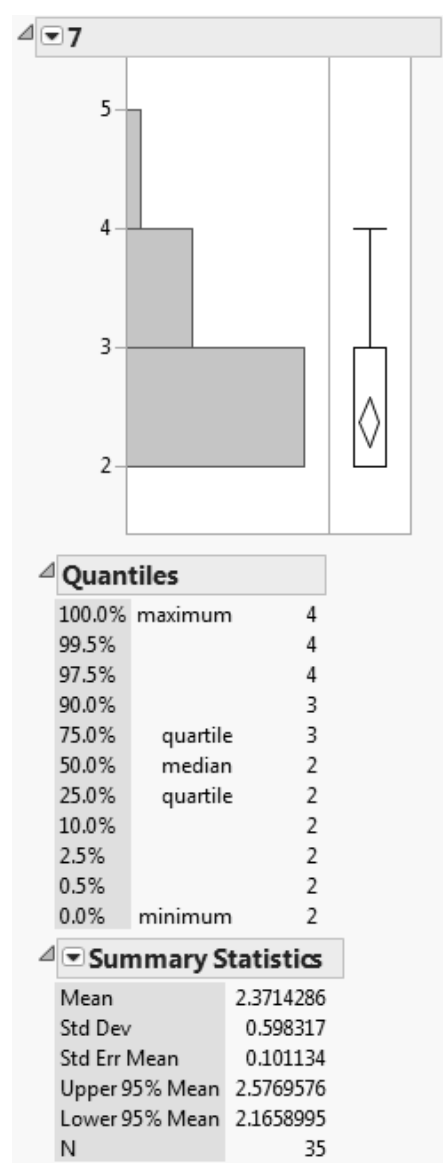 7
5
4
3
2
Quantiles
100.0% maximum 4
99.5% 4
97.5% 4
90.0% 3
75.0% quartile 3
50.0% median 2
25.0% quartile 2
10.0% 2
2.5% 2
0.5% 2
0.0% minimum 2
Summary Statistics
Mean 2.3714286
Std Dev 0.598317
Std Err Mean 0.101134
Upper 95% Mean 2.5769576
Lower 95% Mean 2.1658995
N 35